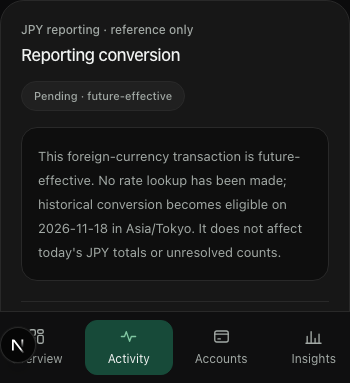 JPY reporting · reference only
Reporting conversion
Pending · future-effective
This foreign-currency transaction is future-
effective. No rate lookup has been made;
historical conversion becomes eligible on
2026-11-18 in Asia/Tokyo. It does not affect
today's JPY totals or unresolved counts.
N
erview
Activity
Accounts
Insights